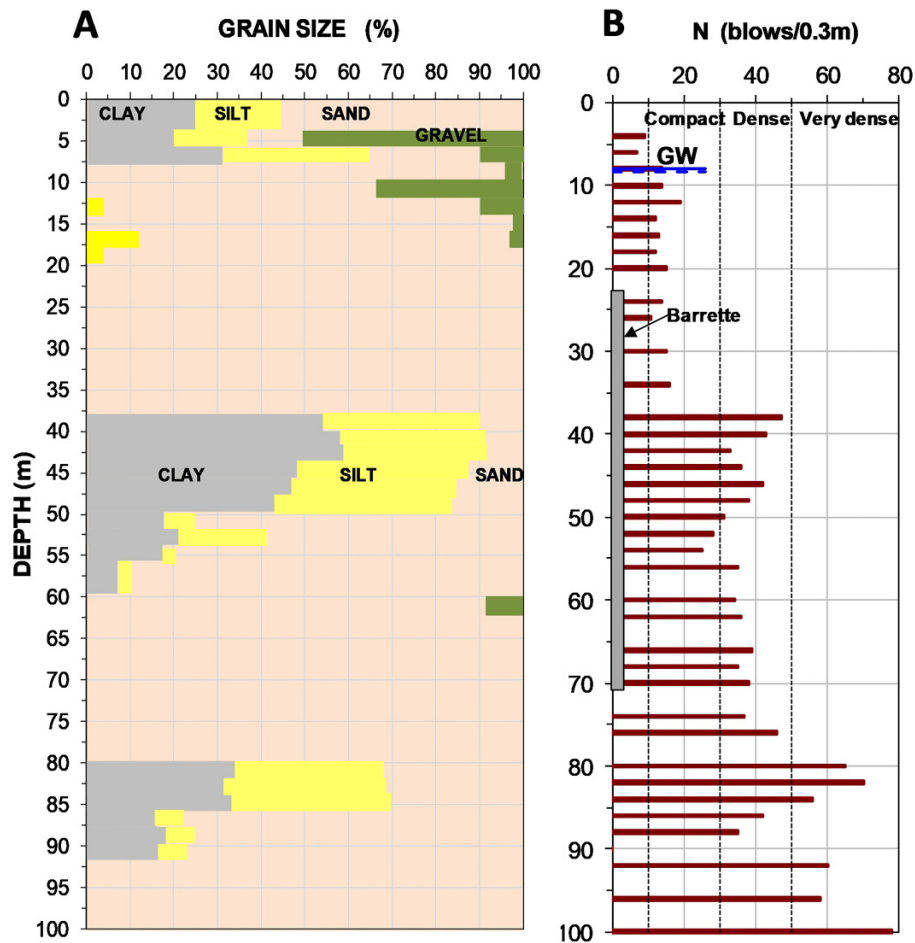 A
GRAIN SIZE (%)
0 10 20 30 40 50 60 70 80 90 100
0
5
10
15
20
25
30
35
40
45
50
55
60
65
70
75
80
85
90
95
100
DEPTH (m)
CLAY SILT SAND
GRAVEL
CLAY SILT SAND
B
N (blows/0.3m)
0 20 40 60 80
0
10
20
30
40
50
60
70
80
90
100
Compact Dense Very dense
GW
Barrette